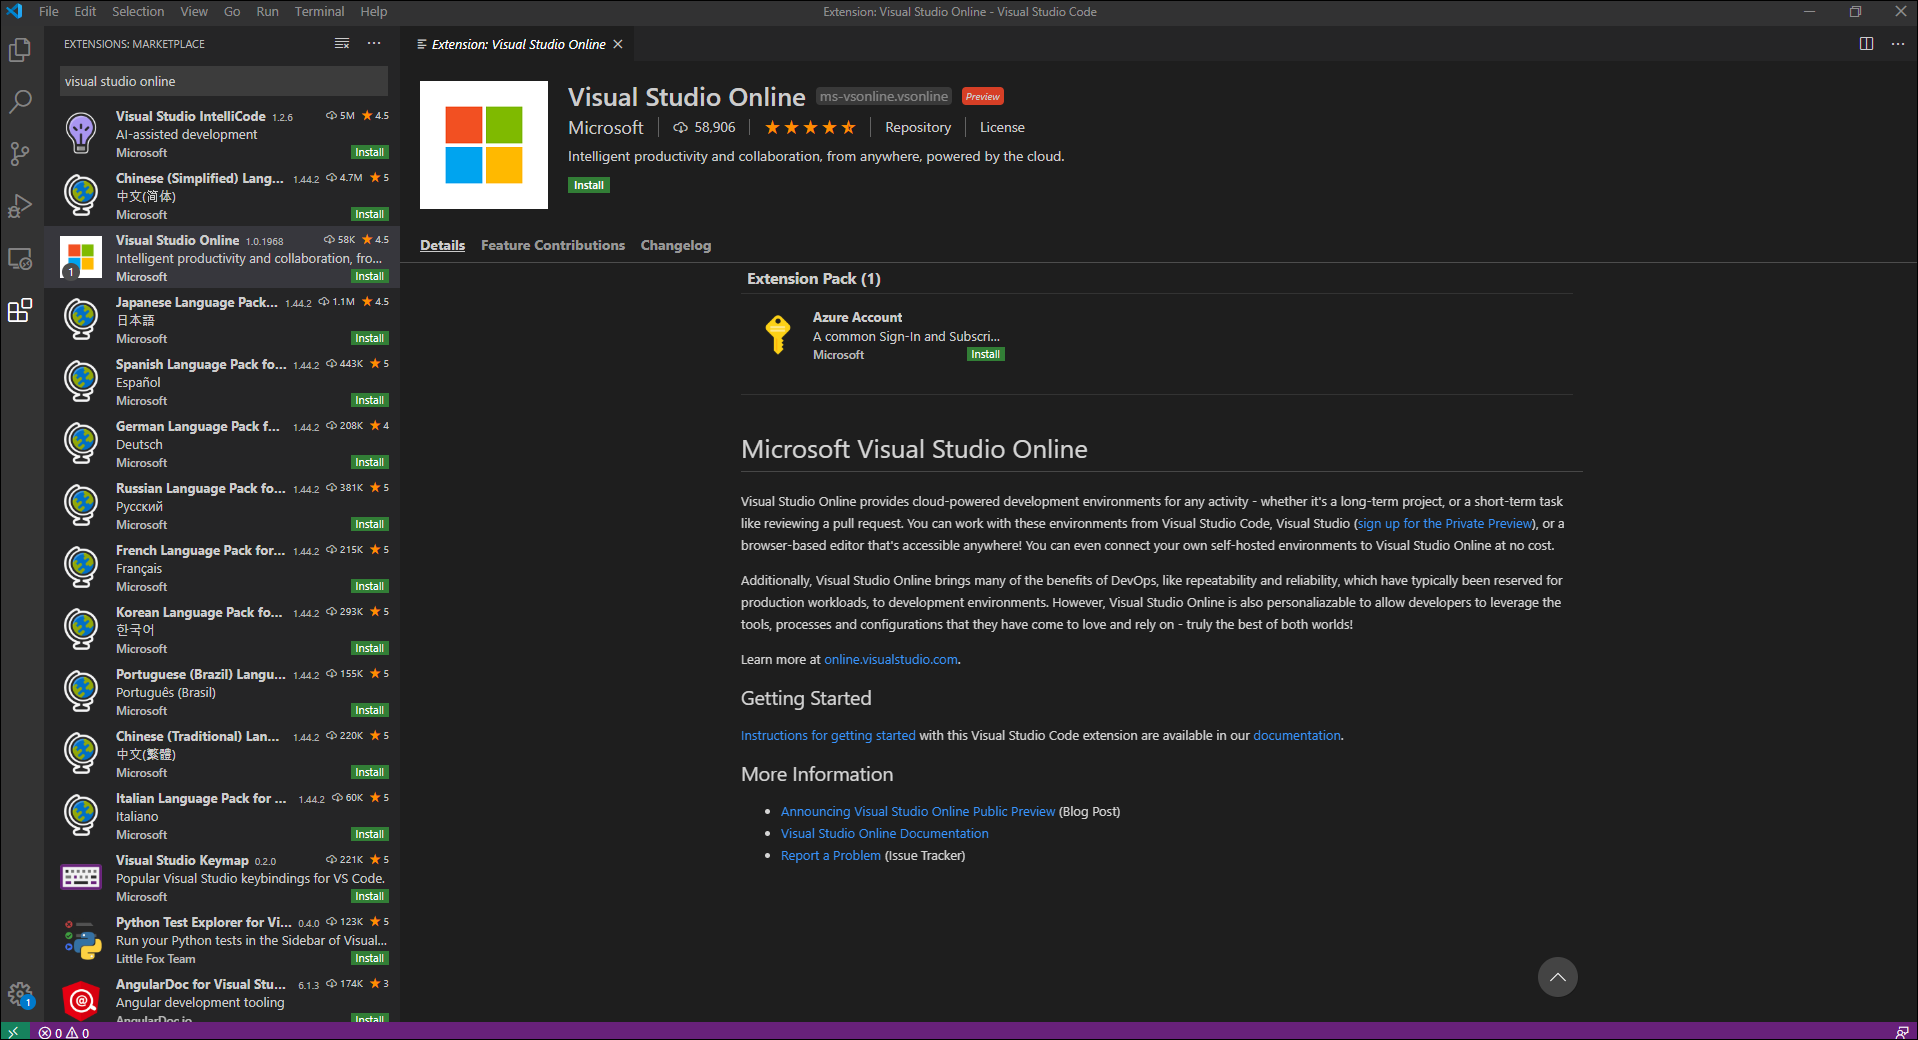 File Edit Selection View Go Run Terminal Help
Extension: Visual Studio Online - Visual Studio Code
EXTENSIONS: MARKETPLACE
visual studio online
Visual Studio IntelliCode 1.2.6 5M 4.5
AI-assisted development
Microsoft Install
Chinese (Simplified) Lang... 1.44.2 4.7M 5
中文(简体)
Microsoft Install
Visual Studio Online 1.0.1968 58K 4.5
Intelligent productivity and collaboration, fro...
1
Microsoft Install
Japanese Language Pack... 1.44.2 1.1M 4.5
日本語
Microsoft Install
Spanish Language Pack fo... 1.44.2 443K 5
Español
Microsoft Install
German Language Pack f... 1.44.2 208K 4
Deutsch
Microsoft Install
Russian Language Pack fo... 1.44.2 381K 5
Русский
Microsoft Install
French Language Pack for... 1.44.2 215K 5
Français
Microsoft Install
Korean Language Pack fo... 1.44.2 293K 5
한국어
Microsoft Install
Portuguese (Brazil) Langu... 1.44.2 155K 5
Português (Brasil)
Microsoft Install
Chinese (Traditional) Lan... 1.44.2 220K 5
中文(繁體)
Microsoft Install
Italian Language Pack for ... 1.44.2 60K 5
Italiano
Microsoft Install
Visual Studio Keymap 0.2.0 221K 5
Popular Visual Studio keybindings for VS Code.
Microsoft Install
Python Test Explorer for Vi... 0.4.0 123K 5
Run your Python tests in the Sidebar of Visual...
Little Fox Team Install
AngularDoc for Visual Stu... 6.1.3 174K 3
Angular development tooling
AngularDoc.io Install
1
0 0
Extension: Visual Studio Online
Visual Studio Online ms-vsonline.vsonline Preview
Microsoft 58,906 Repository License
Intelligent productivity and collaboration, from anywhere, powered by the cloud.
Install
Details Feature Contributions Changelog
Extension Pack (1)
Azure Account
A common Sign-In and Subscri...
Microsoft Install
Microsoft Visual Studio Online
Visual Studio Online provides cloud-powered development environments for any activity - whether it's a long-term project, or a short-term task
like reviewing a pull request. You can work with these environments from Visual Studio Code, Visual Studio (sign up for the Private Preview), or a
browser-based editor that's accessible anywhere! You can even connect your own self-hosted environments to Visual Studio Online at no cost.
Additionally, Visual Studio Online brings many of the benefits of DevOps, like repeatability and reliability, which have typically been reserved for
production workloads, to development environments. However, Visual Studio Online is also personaliazable to allow developers to leverage the
tools, processes and configurations that they have come to love and rely on - truly the best of both worlds!
Learn more at online.visualstudio.com.
Getting Started
Instructions for getting started with this Visual Studio Code extension are available in our documentation.
More Information
Announcing Visual Studio Online Public Preview (Blog Post)
Visual Studio Online Documentation
Report a Problem (Issue Tracker)